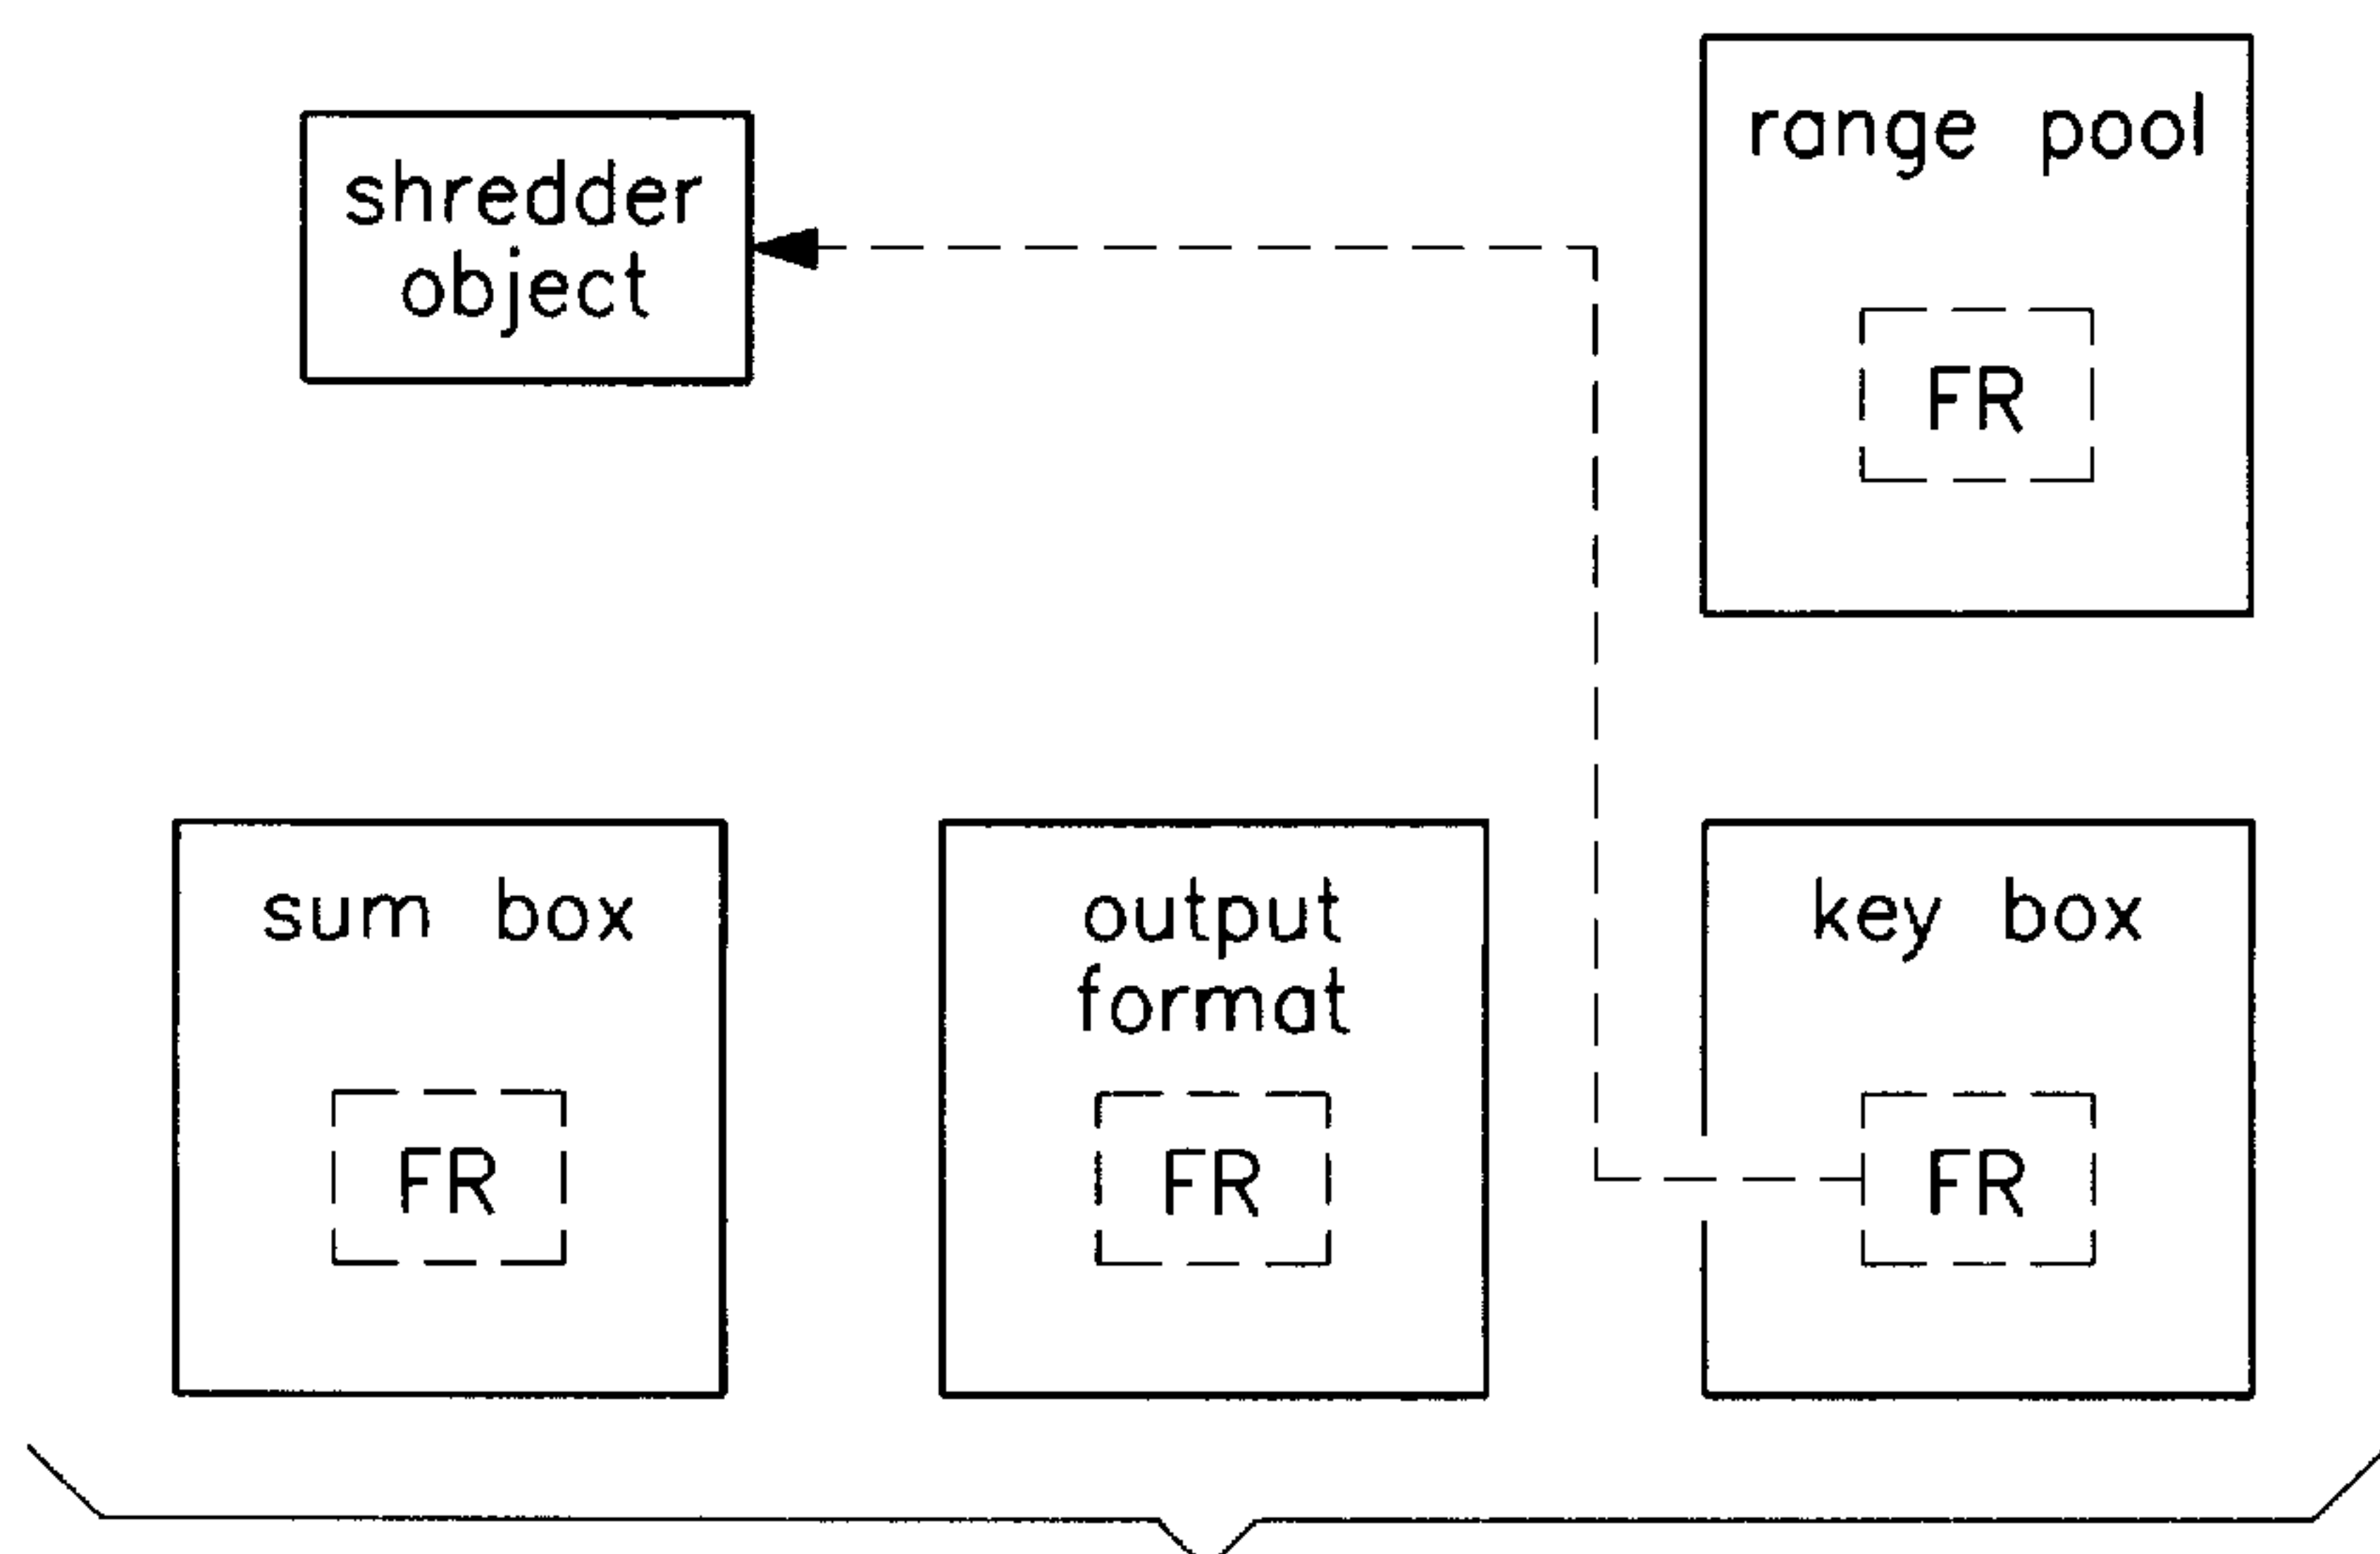 range pool
shredder
object
FR
sum box
output
format
key box
FR
FR
FR